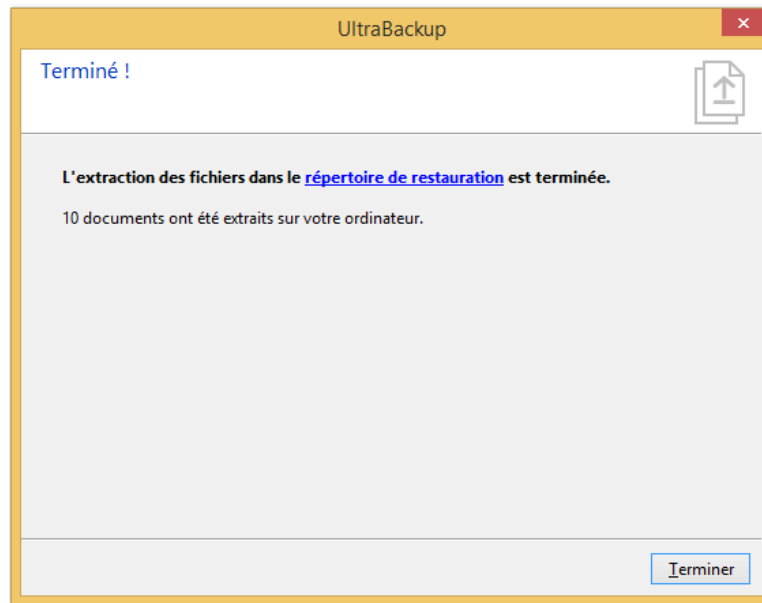 UltraBackup
Terminé !
L'extraction des fichiers dans le répertoire de restauration est terminée.
10 documents ont été extraits sur votre ordinateur.
Terminer